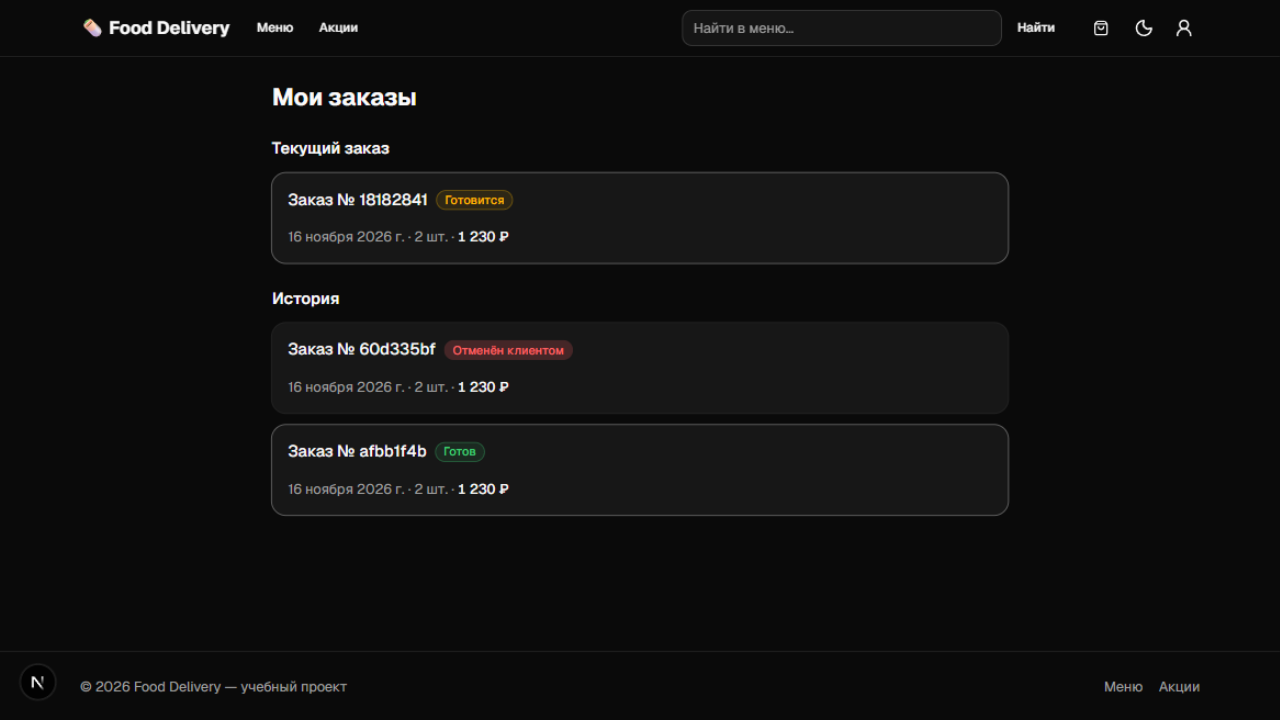 Food Delivery Меню Акции Найти в меню... Найти
Мои заказы
Текущий заказ
Заказ № 18182841 Готовится
16 ноября 2026 г. · 2 шт. · 1 230 ₽
История
Заказ № 60d335bf Отменён клиентом
16 ноября 2026 г. · 2 шт. · 1 230 ₽
Заказ № afbb1f4b Готов
16 ноября 2026 г. · 2 шт. · 1 230 ₽
N © 2026 Food Delivery — учебный проект Меню Акции